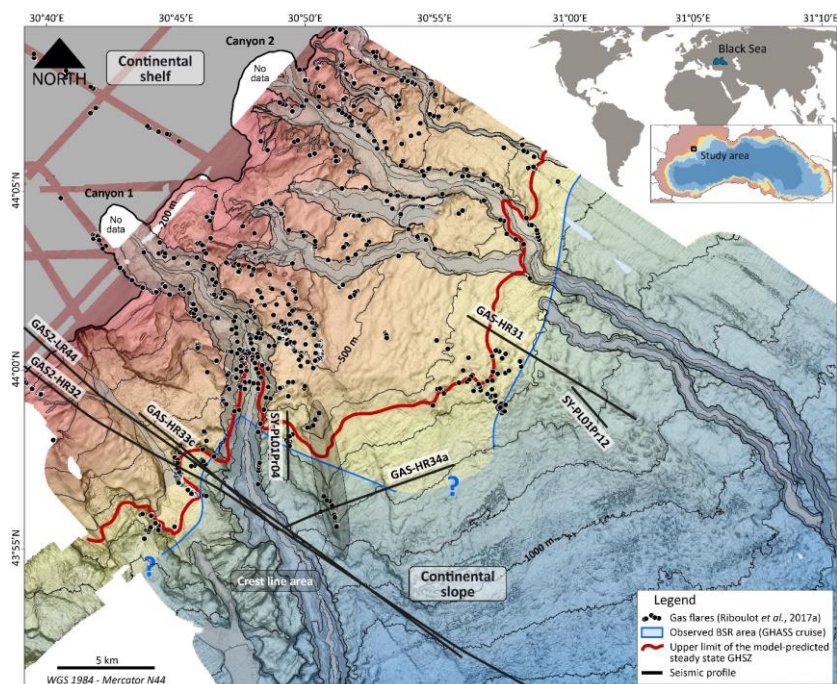 30°40'E 30°45' 30°50' 30°55' 31°00' 31°05' 31°10'E
Canyon 2
Continental
shelf
NORTH
No
data
Black Sea
Study area
44°05'
Canyon 1
No
data
-200 m
-500 m
GAS-HR31
44°00'
GAS2-LR44
GAS2-HR32
GAS-HR33c
SY-PL01Pr04
SY-PL01Pr12
GAS-HR34a
?
43°55'
-1000 m
?
Crest line area
Continental
slope
Legend
Gas flares (Riboulot et al., 2017a)
Observed BSR area (GHASS cruise)
Upper limit of the model-predicted
steady state GHSZ
Seismic profile
5 km
WGS 1984 - Mercator N44